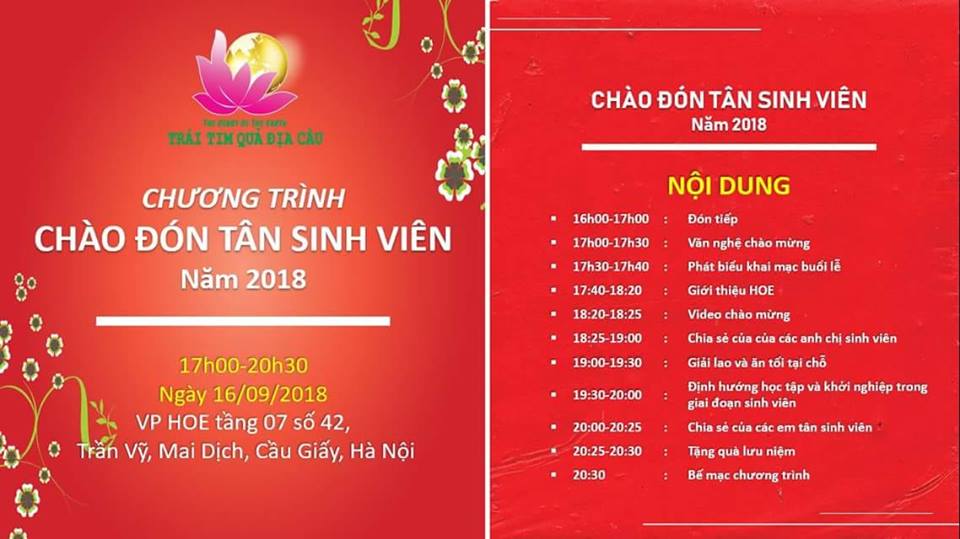 THE HEART OF THE EARTH
TRÁI TIM QUẢ ĐỊA CẦU
CHƯƠNG TRÌNH
CHÀO ĐÓN TÂN SINH VIÊN
Năm 2018
17h00-20h30
Ngày 16/09/2018
VP HOE tầng 07 số 42,
Trần Vỹ, Mai Dịch, Cầu Giấy, Hà Nội
CHÀO ĐÓN TÂN SINH VIÊN
Năm 2018
NỘI DUNG
▪ 16h00-17h00 : Đón tiếp
▪ 17h00-17h30 : Văn nghệ chào mừng
▪ 17h30-17h40 : Phát biểu khai mạc buổi lễ
▪ 17:40-18:20 : Giới thiệu HOE
▪ 18:20-18:25 : Video chào mừng
▪ 18:25-19:00 : Chia sẻ của của các anh chị sinh viên
▪ 19:00-19:30 : Giải lao và ăn tối tại chỗ
▪ 19:30-20:00 : Định hướng học tập và khởi nghiệp trong
giai đoạn sinh viên
▪ 20:00-20:25 : Chia sẻ của các em tân sinh viên
▪ 20:25-20:30 : Tặng quà lưu niệm
▪ 20:30 : Bế mạc chương trình